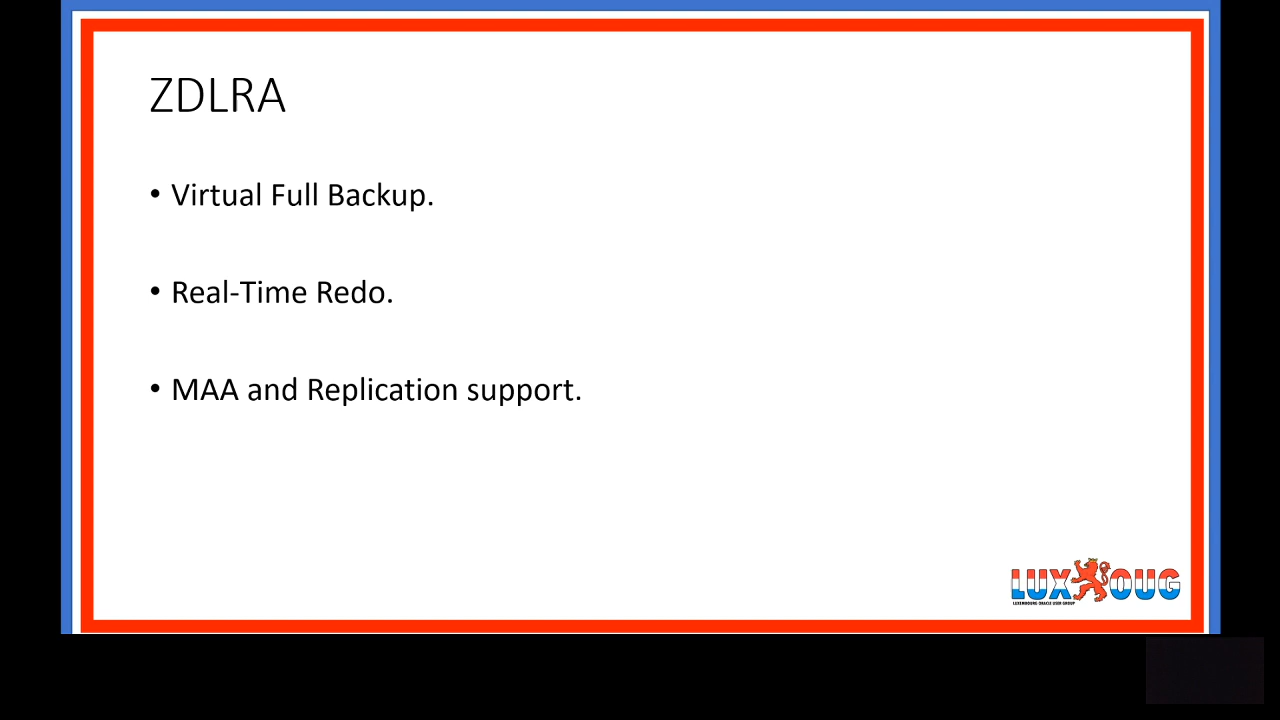 ZDLRA
• Virtual Full Backup.
• Real-Time Redo.
• MAA and Replication support.
LUX OUG
LUXEMBOURG ORACLE USER GROUP